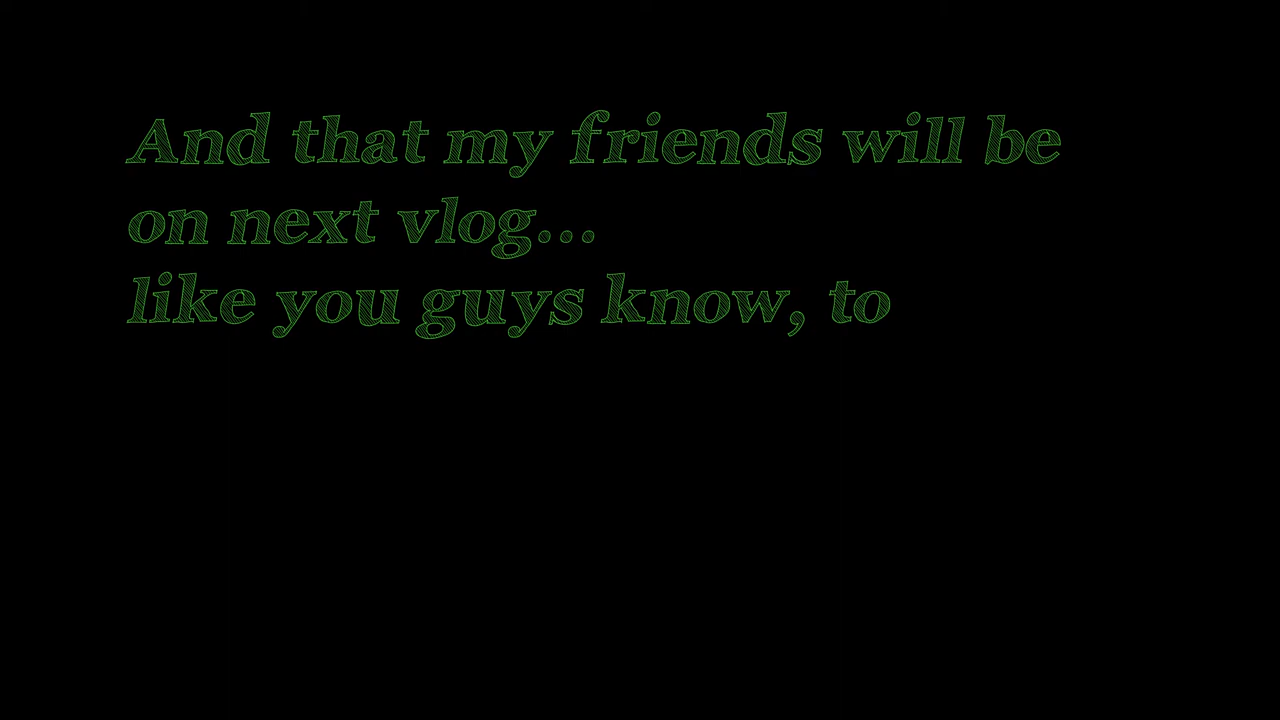 And that my friends will be
on next vlog...
like you guys know, to